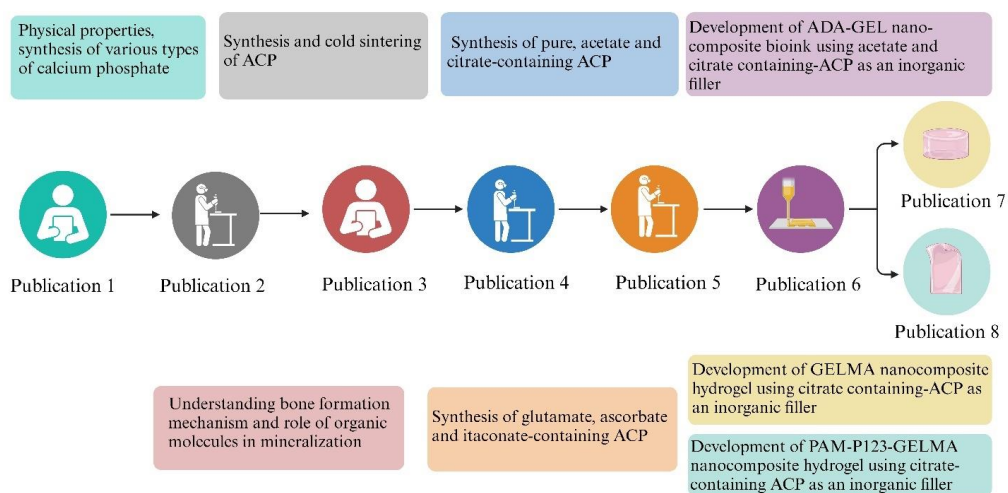 Physical properties,
synthesis of various types
of calcium phosphate
Synthesis and cold sintering
of ACP
Synthesis of pure, acetate and
citrate-containing ACP
Development of ADA-GEL nano-
composite bioink using acetate and
citrate containing-ACP as an inorganic
filler
Publication 1
Publication 2
Publication 3
Publication 4
Publication 5
Publication 6
Publication 7
Publication 8
Understanding bone formation
mechanism and role of organic
molecules in mineralization
Synthesis of glutamate, ascorbate
and itaconate-containing ACP
Development of GELMA nanocomposite
hydrogel using citrate containing-ACP as
an inorganic filler
Development of PAM-P123-GELMA
nanocomposite hydrogel using citrate-
containing ACP as an inorganic filler